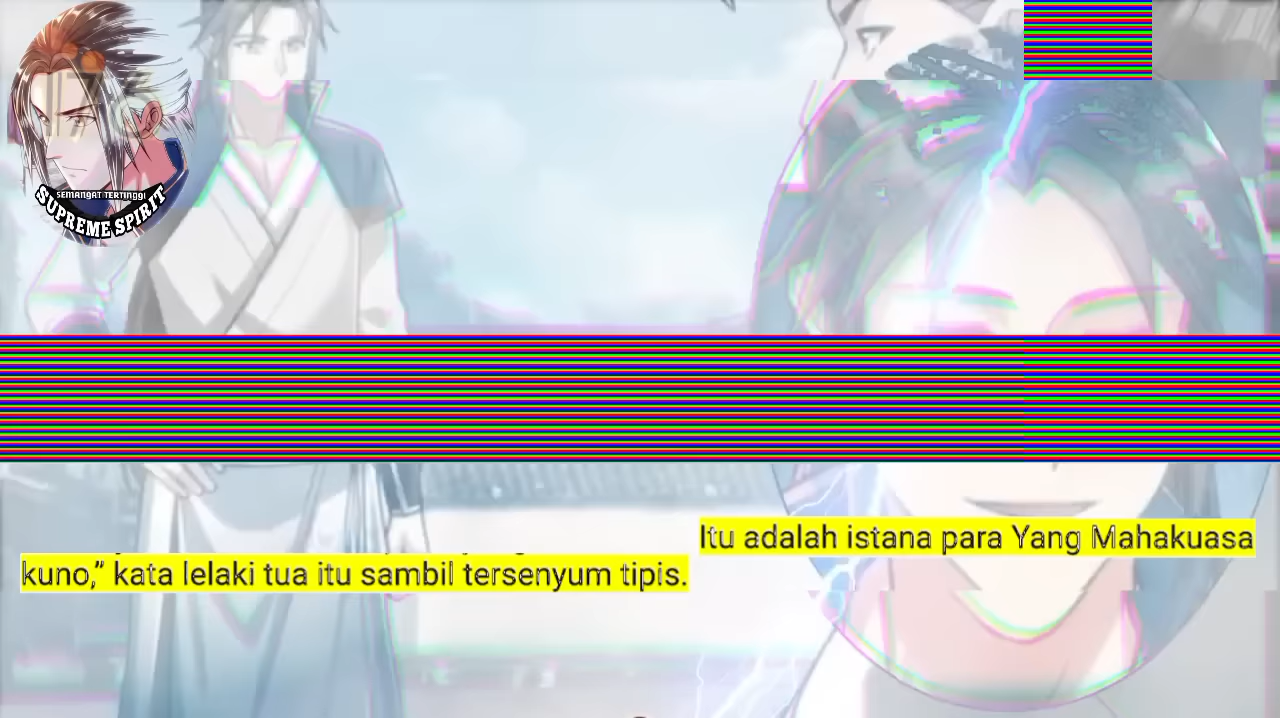 SEMANGAT TERTINGGI
SUPREME SPIRIT
Itu adalah istana para Yang Mahakuasa
kuno,” kata lelaki tua itu sambil tersenyum tipis.